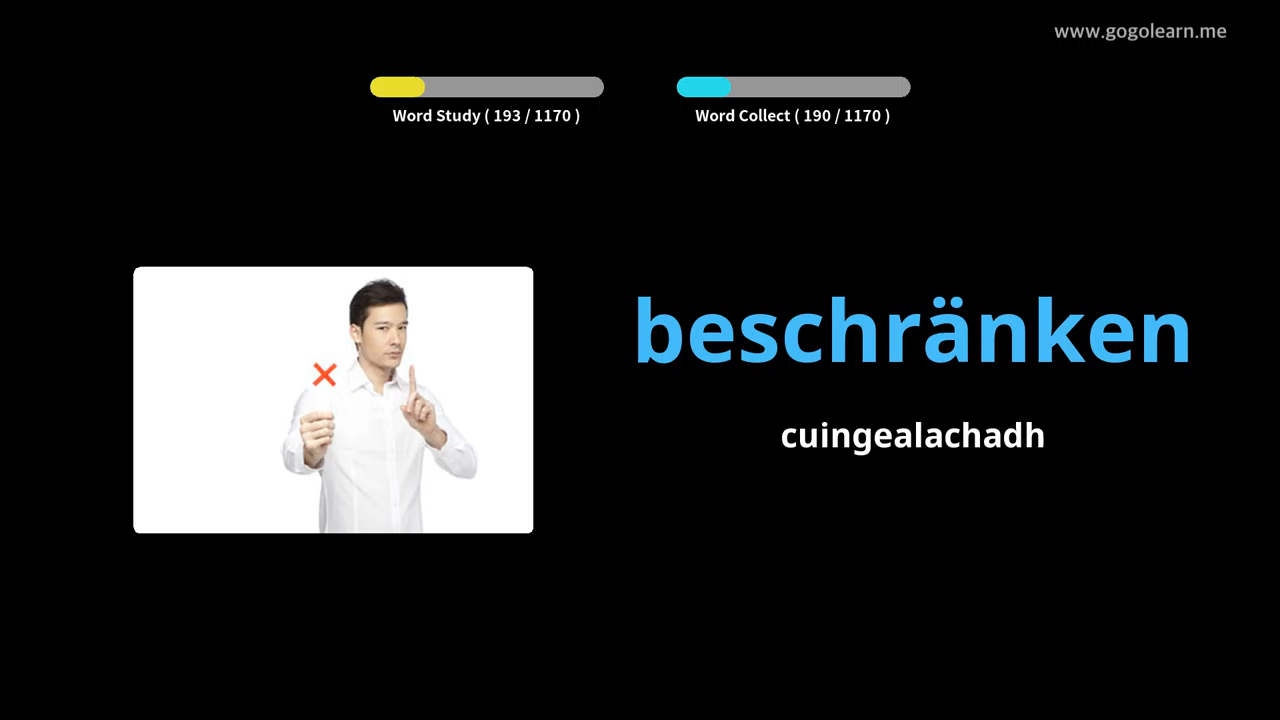 www.gogolearn.me
Word Study ( 193 / 1170 )
Word Collect ( 190 / 1170 )
beschränken
cuingealachadh